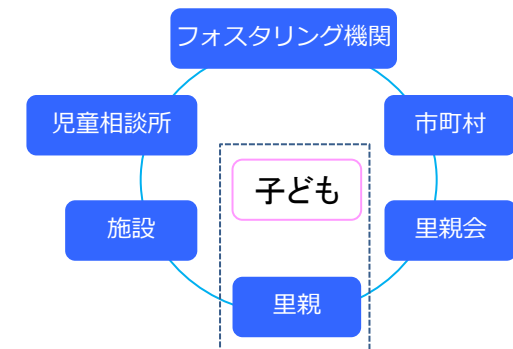 フォスタリング機関
児童相談所
市町村
子ども
施設
里親会
里親